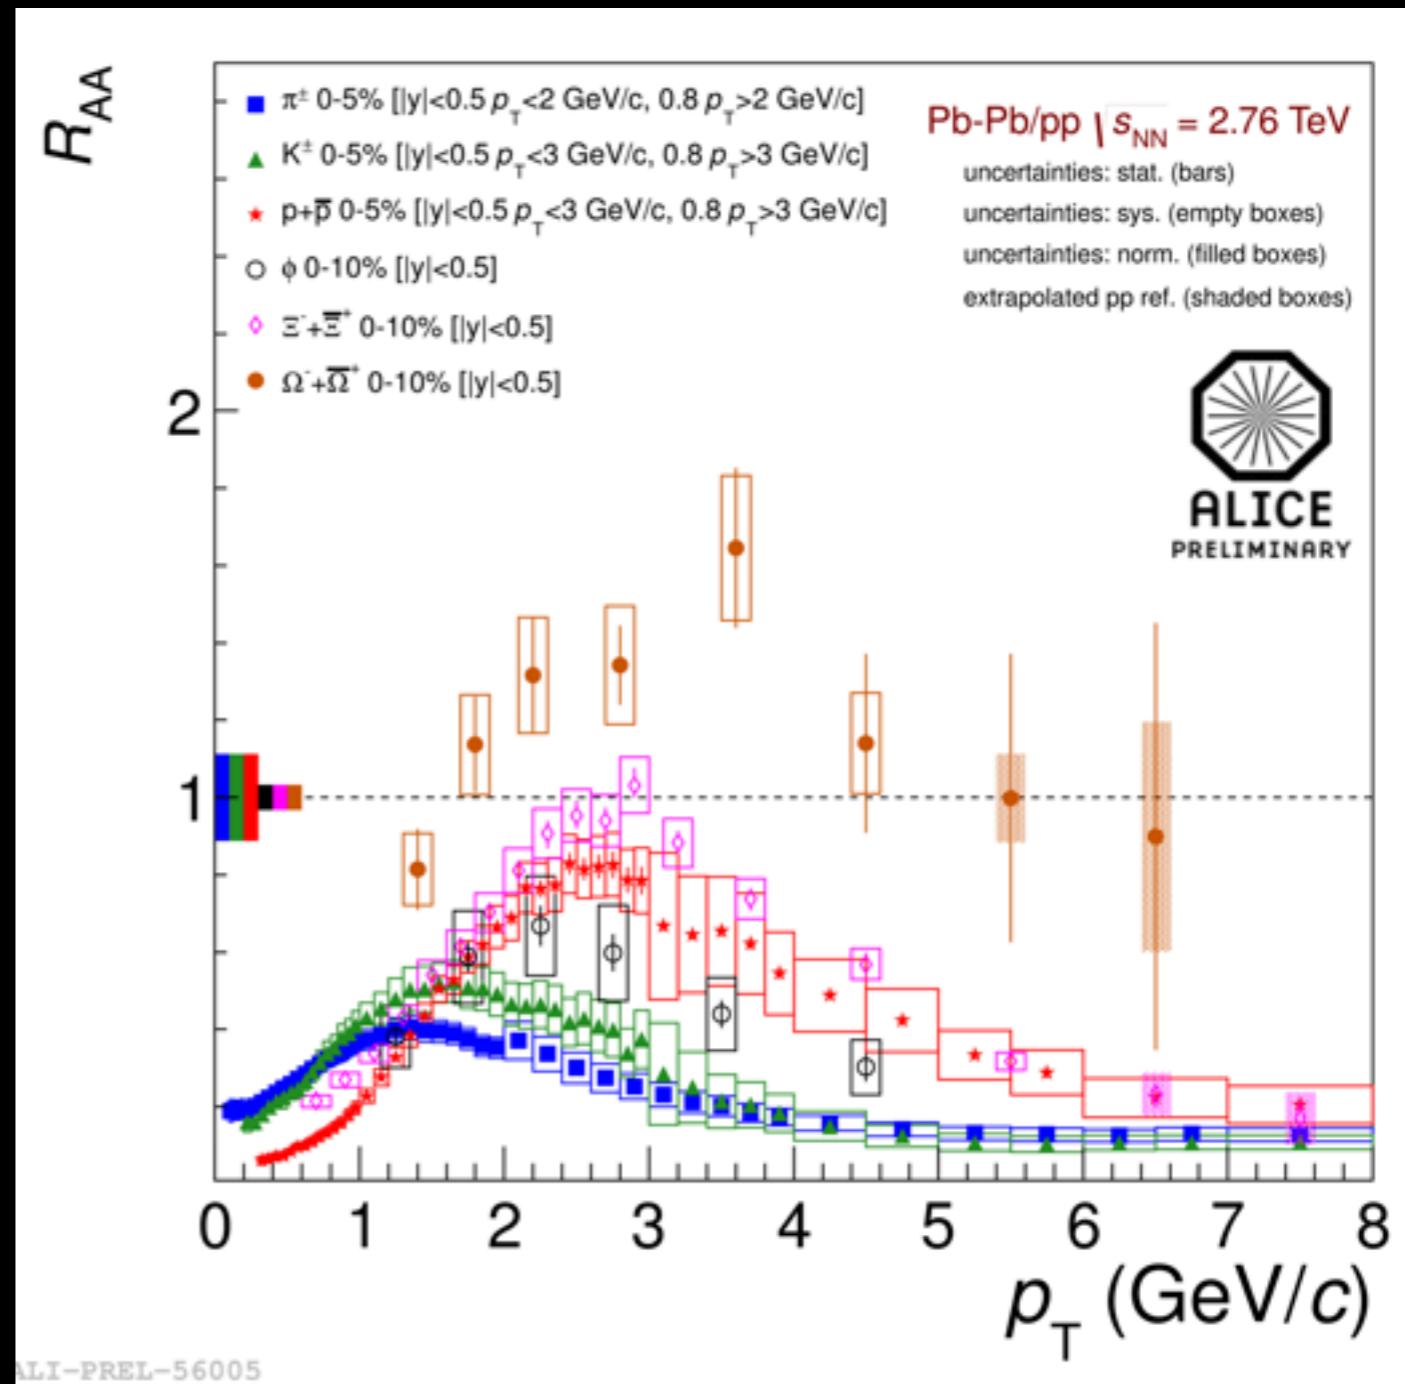 R_AA
π± 0-5% [|y|<0.5 p_T<2 GeV/c, 0.8 p_T>2 GeV/c]
K± 0-5% [|y|<0.5 p_T<3 GeV/c, 0.8 p_T>3 GeV/c]
p+p̅ 0-5% [|y|<0.5 p_T<3 GeV/c, 0.8 p_T>3 GeV/c]
ϕ 0-10% [|y|<0.5]
Ξ⁻+Ξ̅⁺ 0-10% [|y|<0.5]
Ω⁻+Ω̅⁺ 0-10% [|y|<0.5]
Pb-Pb/pp √s_NN = 2.76 TeV
uncertainties: stat. (bars)
uncertainties: sys. (empty boxes)
uncertainties: norm. (filled boxes)
extrapolated pp ref. (shaded boxes)
ALICE
PRELIMINARY
2
1
0 1 2 3 4 5 6 7 8
p_T (GeV/c)
ALI-PREL-56005